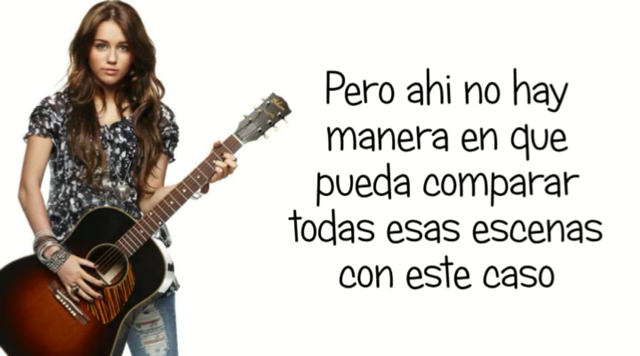 Pero ahi no hay
manera en que
pueda comparar
todas esas escenas
con este caso